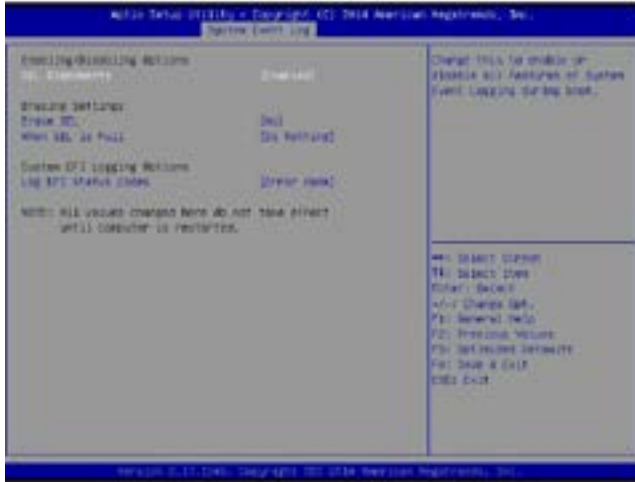 Aptio Setup Utility - Copyright (C) 2014 American Megatrends, Inc.
System Event Log
Enabling/Disabling Options
SEL Components [Enabled]
Erasing Settings
Erase SEL [No]
When SEL is Full [Do Nothing]
Custom EFI Logging Options
Log EFI Status Codes [Error code]
NOTE: All values changed here do not take effect
until computer is restarted.
Change this to enable or
disable all features of System
Event Logging during boot.
Select Screen
Select Item
Enter: Select
+/-: Change Opt.
F1: General Help
F2: Previous Values
F3: Optimized Defaults
F4: Save & Exit
ESC: Exit
Copyright (C) 2014 American Megatrends, Inc.